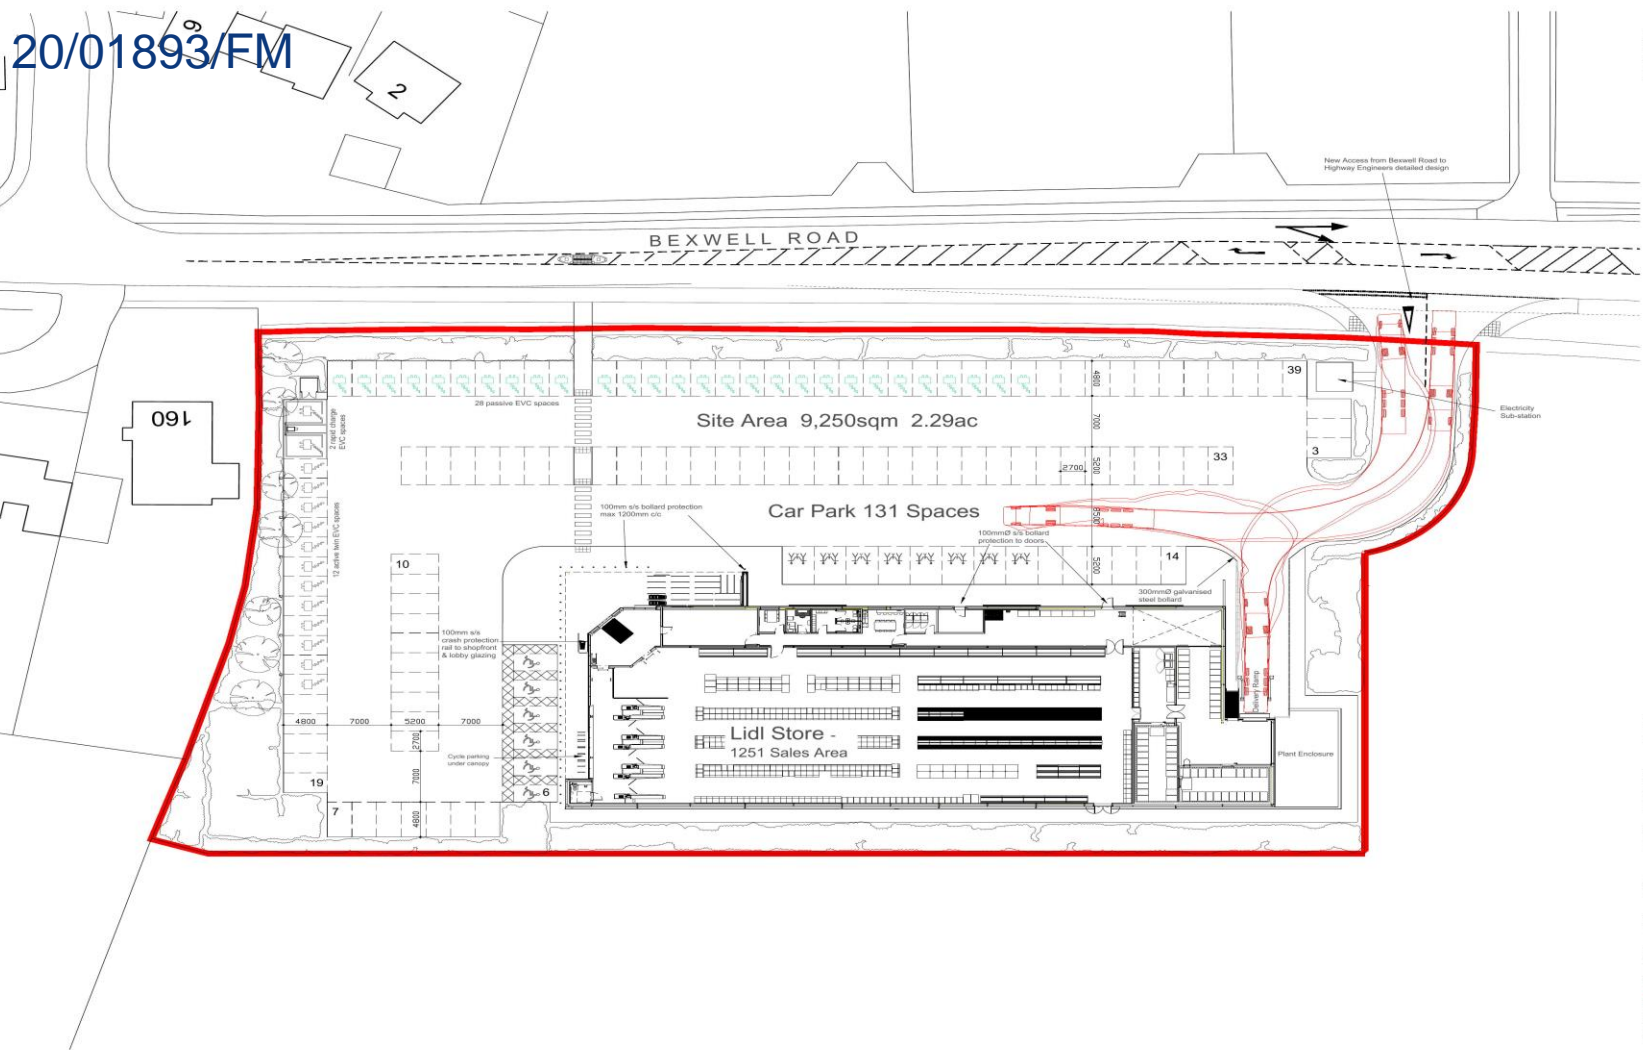 20/01893/FM
9
2
New Access from Bexwell Road to
Highway Engineers detailed design
BEXWELL ROAD
160
39
28 passive EVC spaces
4800
Electricity
Sub-station
2 rapid charge
EVC spaces
Site Area 9,250sqm 2.29ac
7000
33
3
2700
5200
100mm s/s bollard protection
max 1200mm c/c
Car Park 131 Spaces
6500
12 active twin EVC spaces
100mmØ s/s bollard
protection to doors
10
14
5200
300mmØ galvanised
steel bollard
100mm s/s
crash protection
rail to shopfront
& lobby glazing
Delivery Ramp
4800
7000
5200
7000
2700
Lidl Store -
1251 Sales Area
Cycle parking
under canopy
Plant Enclosure
7000
19
6
7
4800